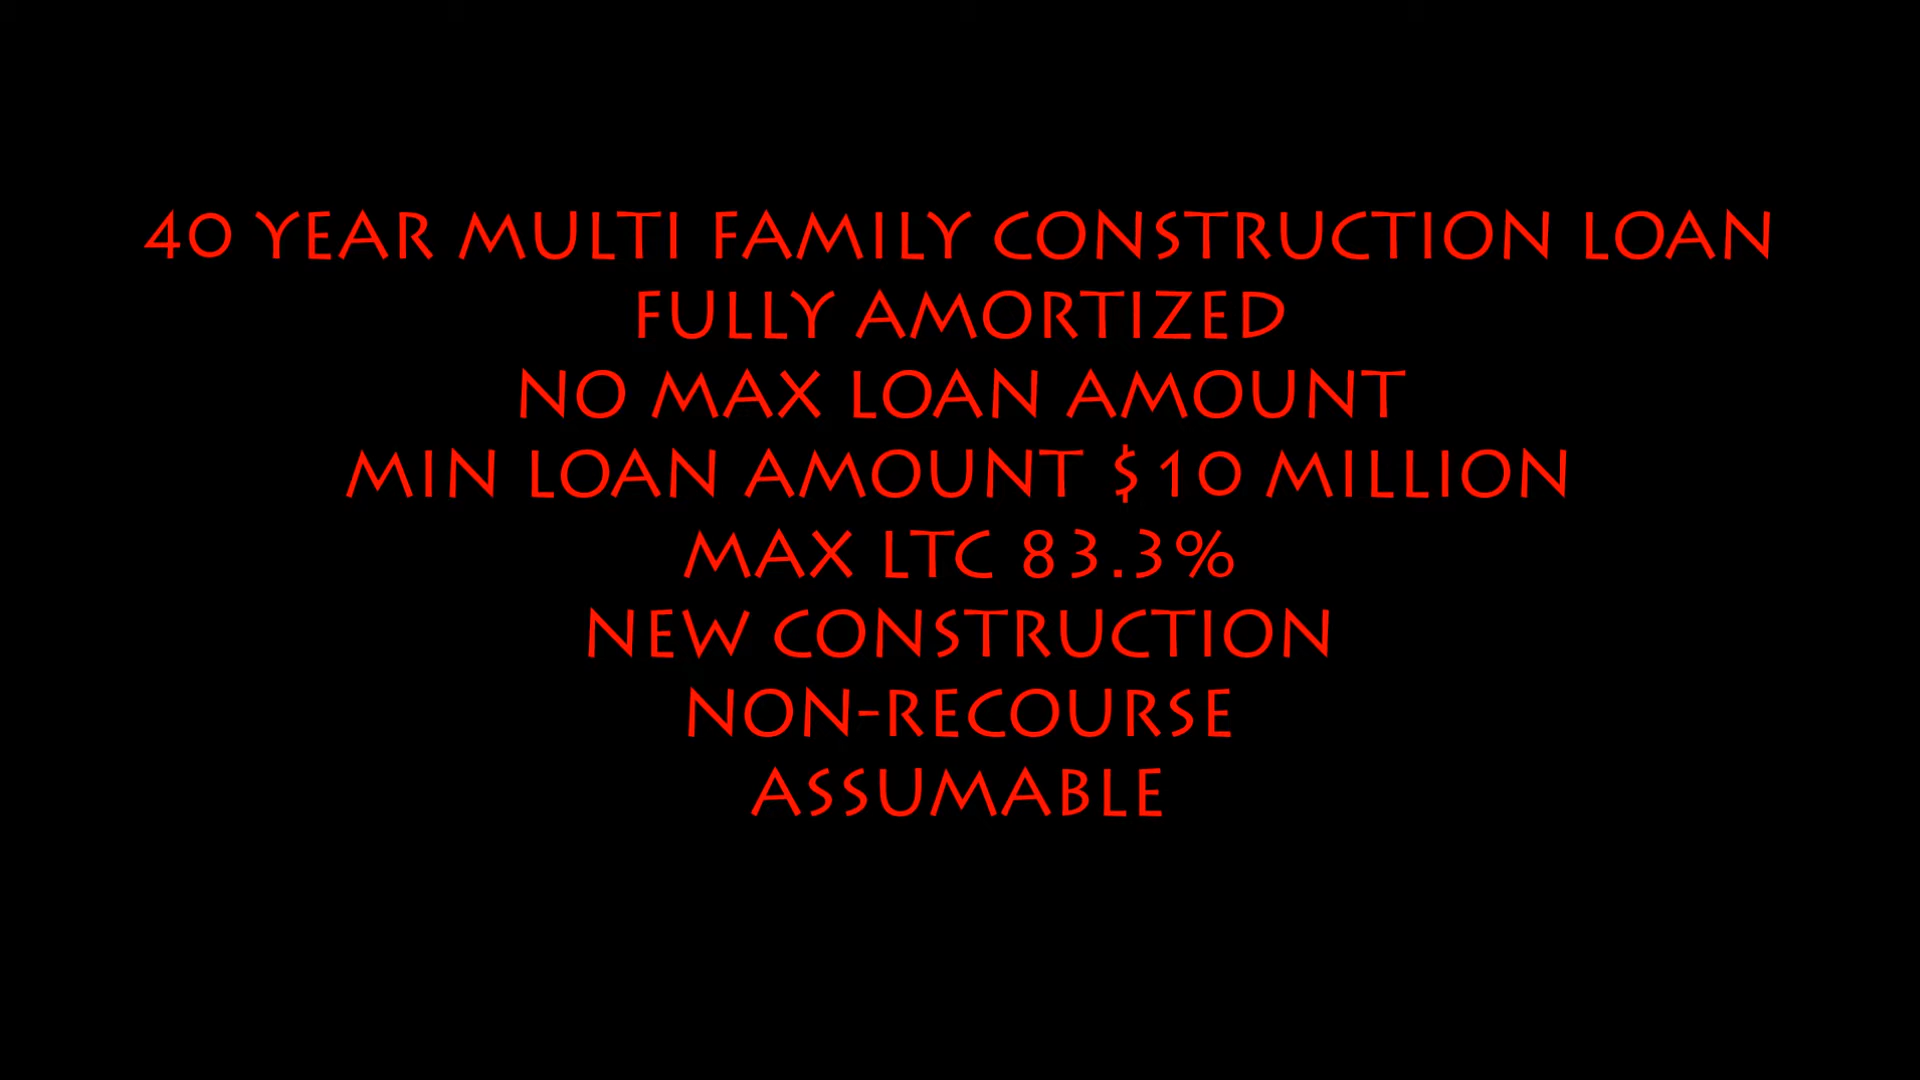 40 YEAR MULTI FAMILY CONSTRUCTION LOAN
FULLY AMORTIZED
NO MAX LOAN AMOUNT
MIN LOAN AMOUNT $10 MILLION
MAX LTC 83.3%
NEW CONSTRUCTION
NON-RECOURSE
ASSUMABLE